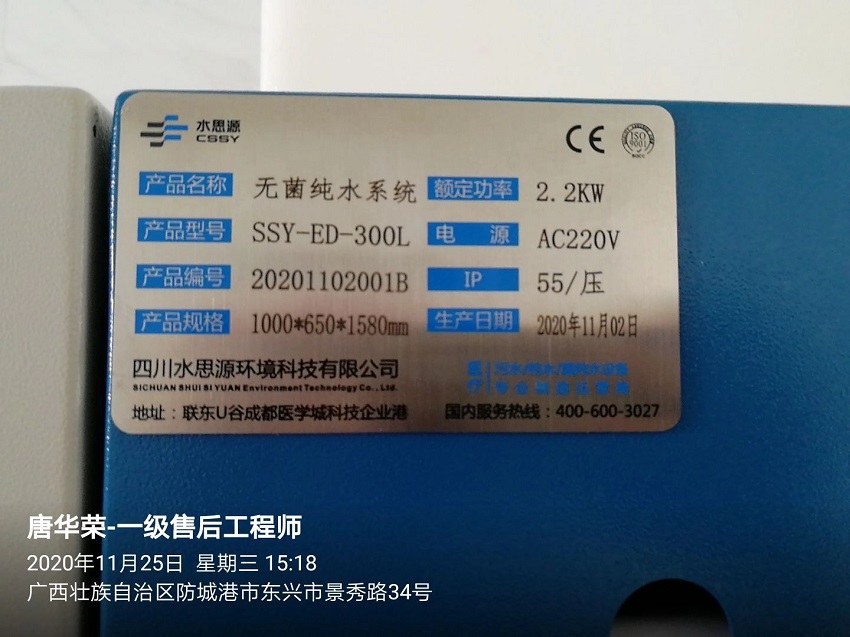 水思源
CSSY
CE
ISO
9001
产品名称 无菌纯水系统 额定功率 2.2KW
产品型号 SSY-ED-300L 电源 AC220V
产品编号 20201102001B IP 55/压
产品规格 1000*650*1580mm 生产日期 2020年11月02日
四川水思源环境科技有限公司
SICHUAN SHUI SI YUAN Environment Technology Co., Ltd.
医疗
地址：联东U谷成都医学城科技企业港 国内服务热线：400-600-3027
唐华荣-一级售后工程师
2020年11月25日 星期三 15:18
广西壮族自治区防城港市东兴市景秀路34号